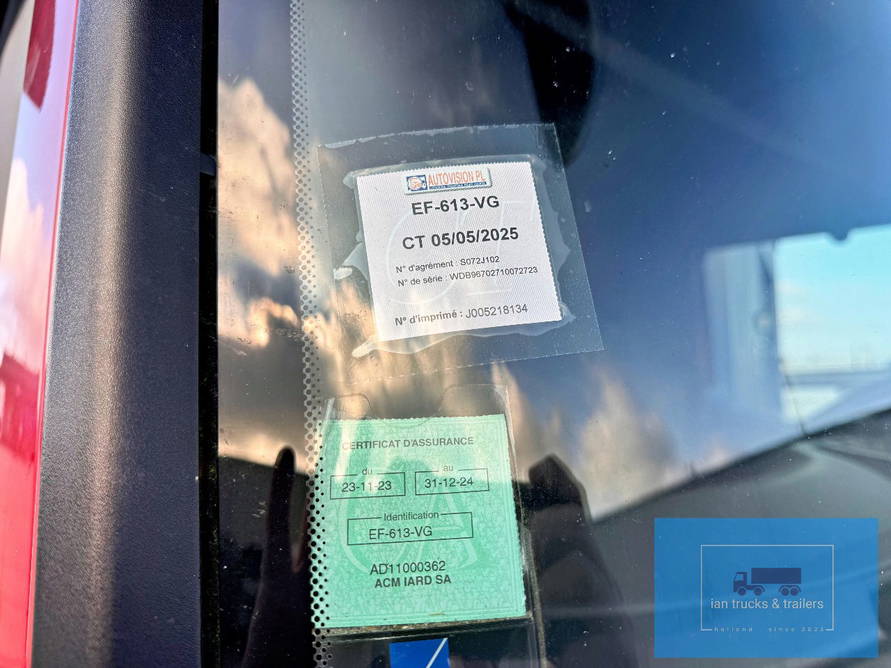 AUTOVISION PL
EF-613-VG
CT 05/05/2025
N° d'agrément : S072J102
N° de série : WDB96702710072723
N° d'imprimé : J005218134
CERTIFICAT D'ASSURANCE
du au
23-11-23 31-12-24
Identification
EF-613-VG
AD11000362
ACM IARD SA
ian trucks & trailers
holland since 2023